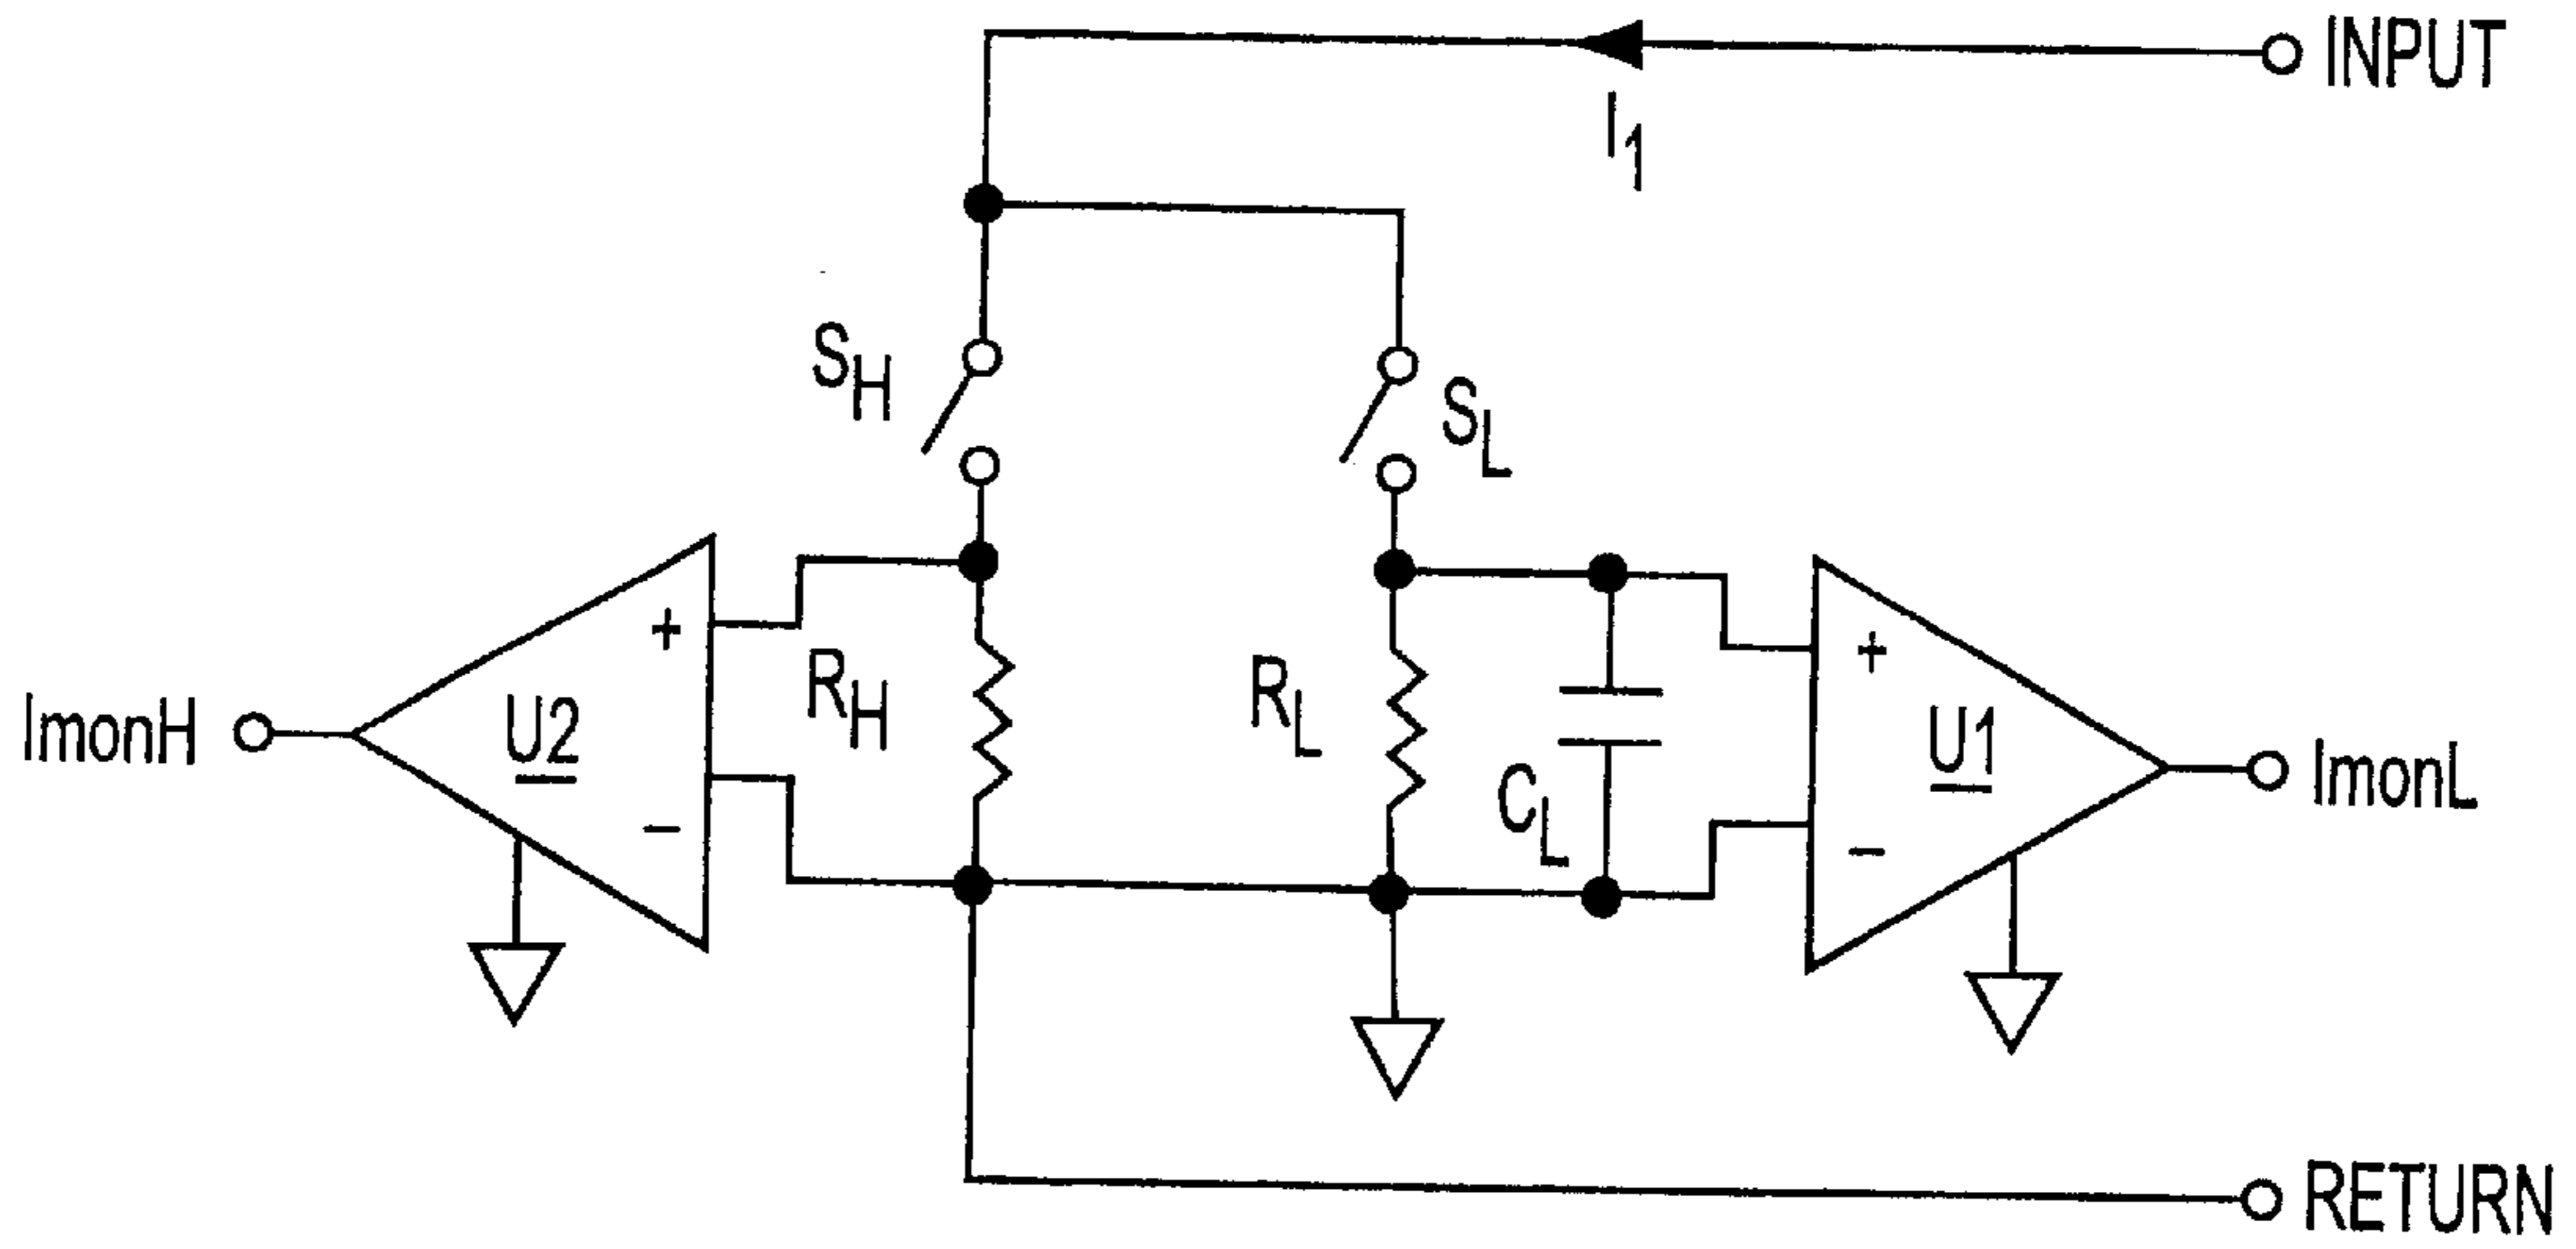 INPUT
I1
SH
SL
+
RH
ImonH
U2
−
RL
CL
+
U1
ImonL
−
RETURN